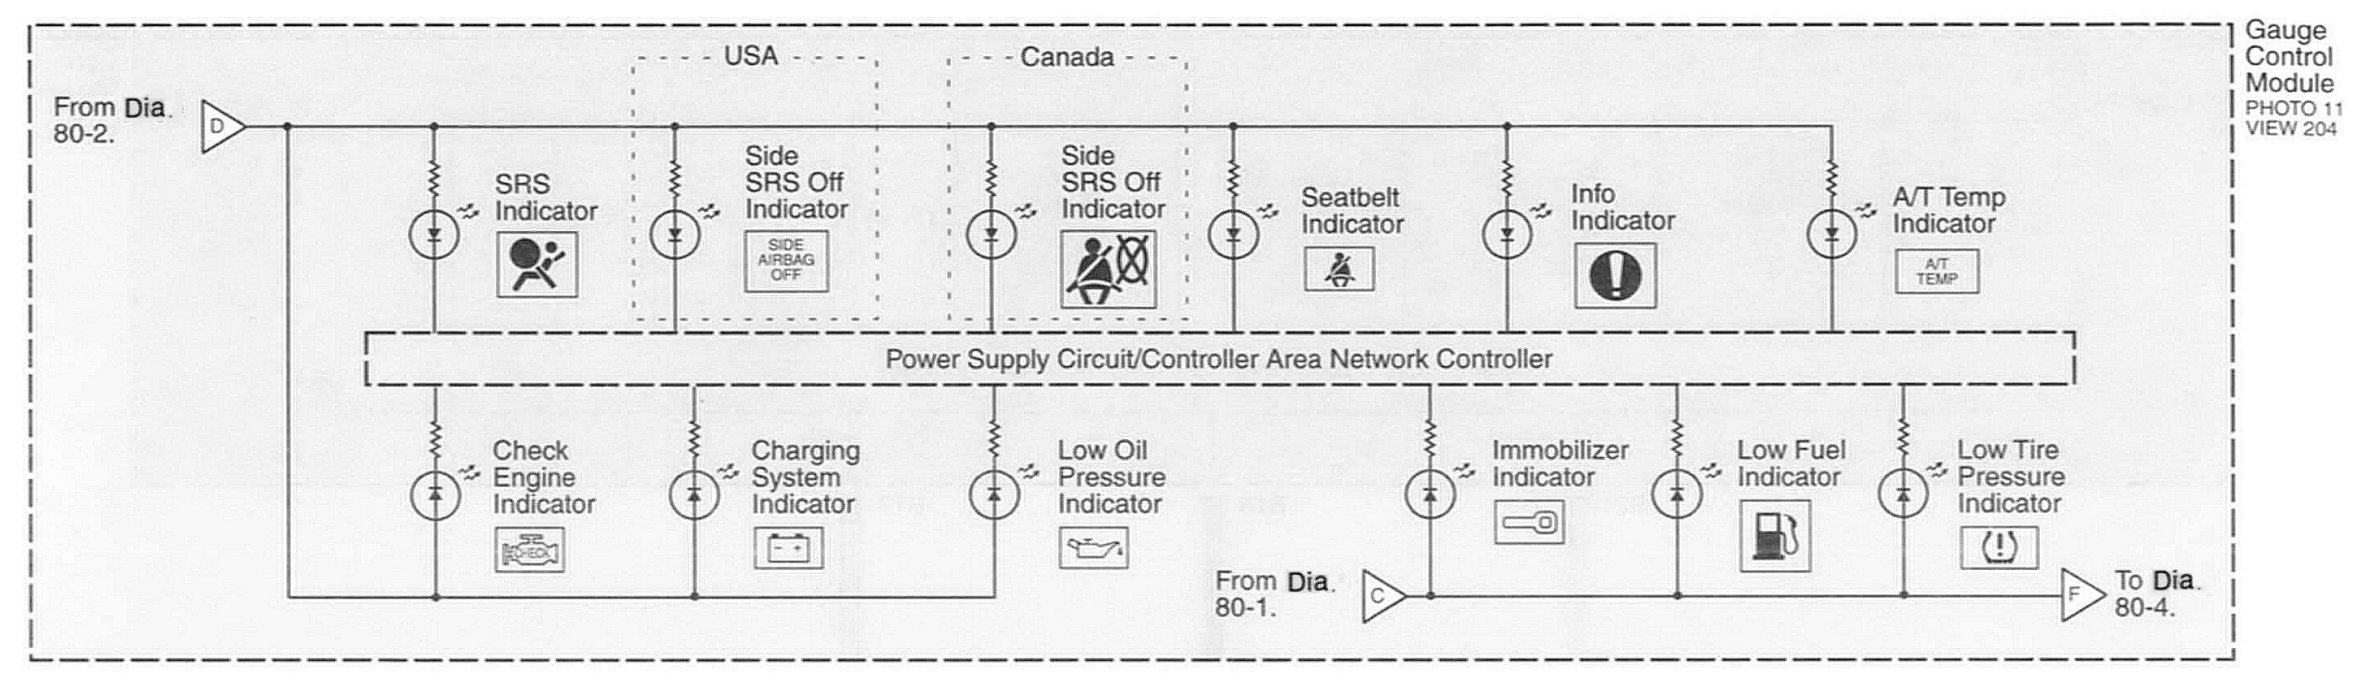 Gauge
Control
Module
PHOTO 11
VIEW 204
USA
Canada
From Dia.
80-2.
D
SRS
Indicator
Side
SRS Off
Indicator
SIDE
AIRBAG
OFF
Side
SRS Off
Indicator
Seatbelt
Indicator
Info
Indicator
A/T Temp
Indicator
A/T
TEMP
Power Supply Circuit/Controller Area Network Controller
Check
Engine
Indicator
CHECK
Charging
System
Indicator
Low Oil
Pressure
Indicator
Immobilizer
Indicator
Low Fuel
Indicator
Low Tire
Pressure
Indicator
From Dia.
80-1.
C
F
To Dia.
80-4.